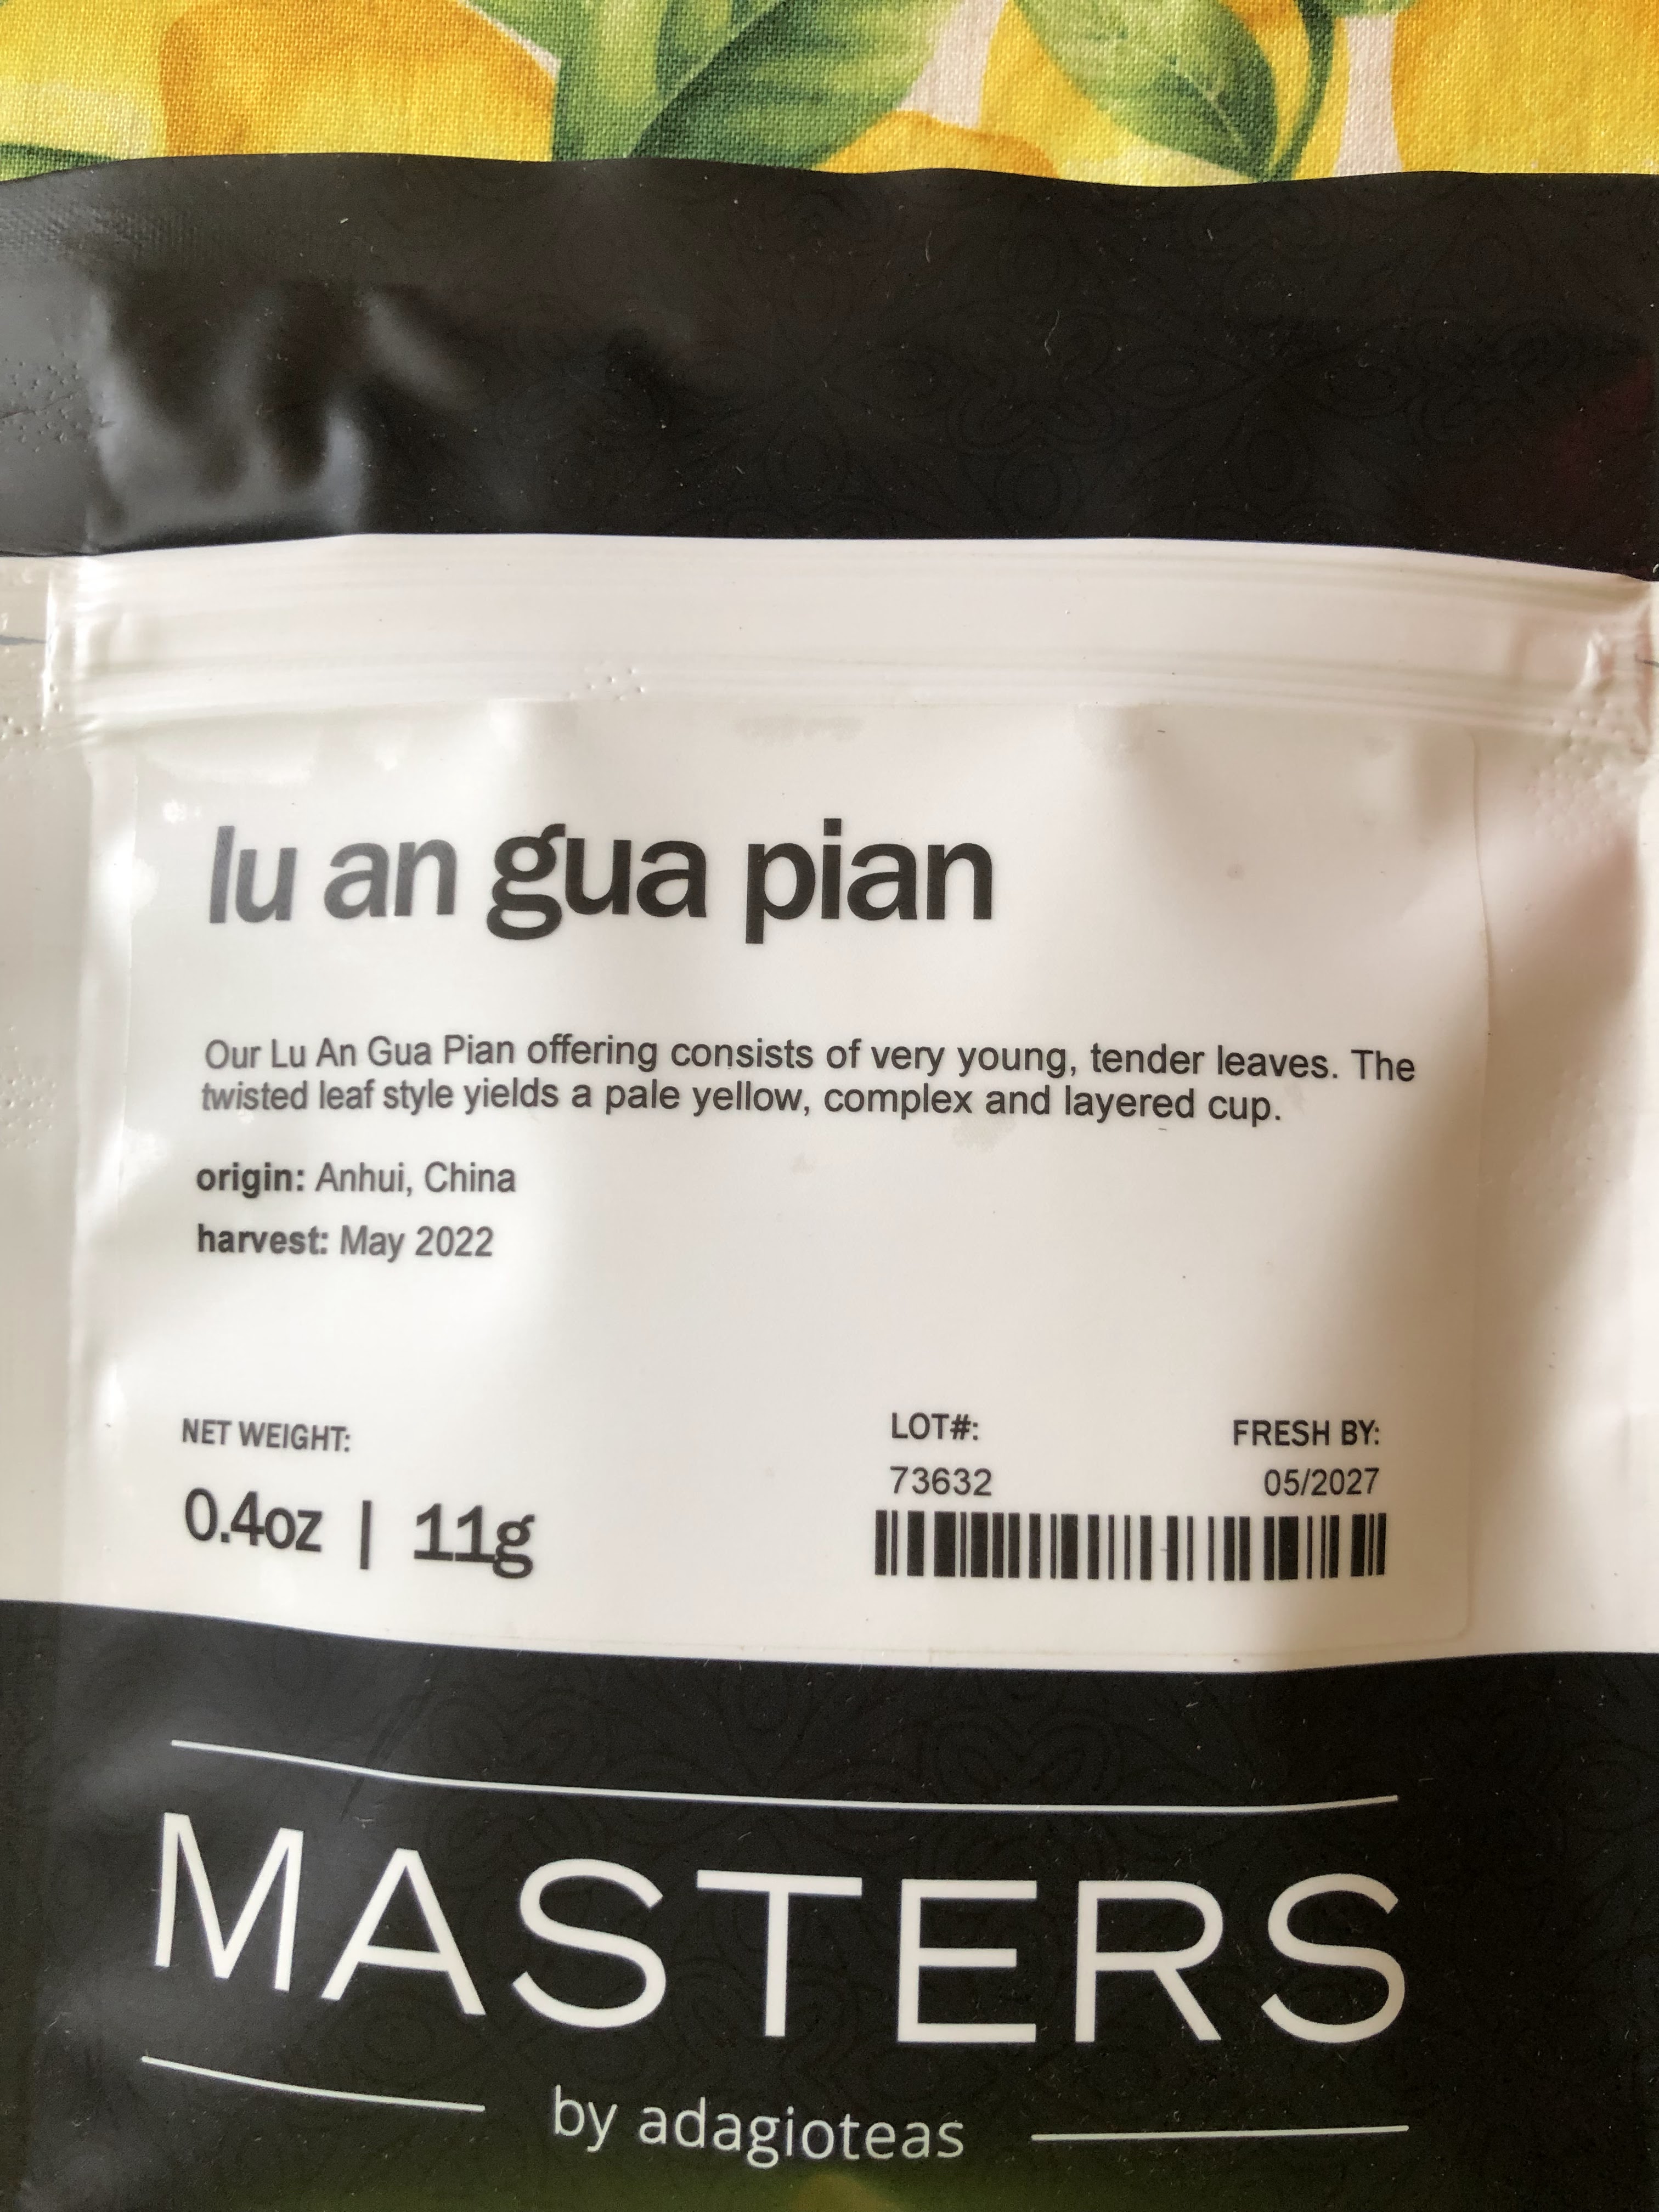 lu an gua pian
Our Lu An Gua Pian offering consists of very young, tender leaves. The
twisted leaf style yields a pale yellow, complex and layered cup.
origin: Anhui, China
harvest: May 2022
NET WEIGHT:
0.4oz | 11g
LOT#:
73632
FRESH BY:
05/2027
MASTERS
by adagioteas